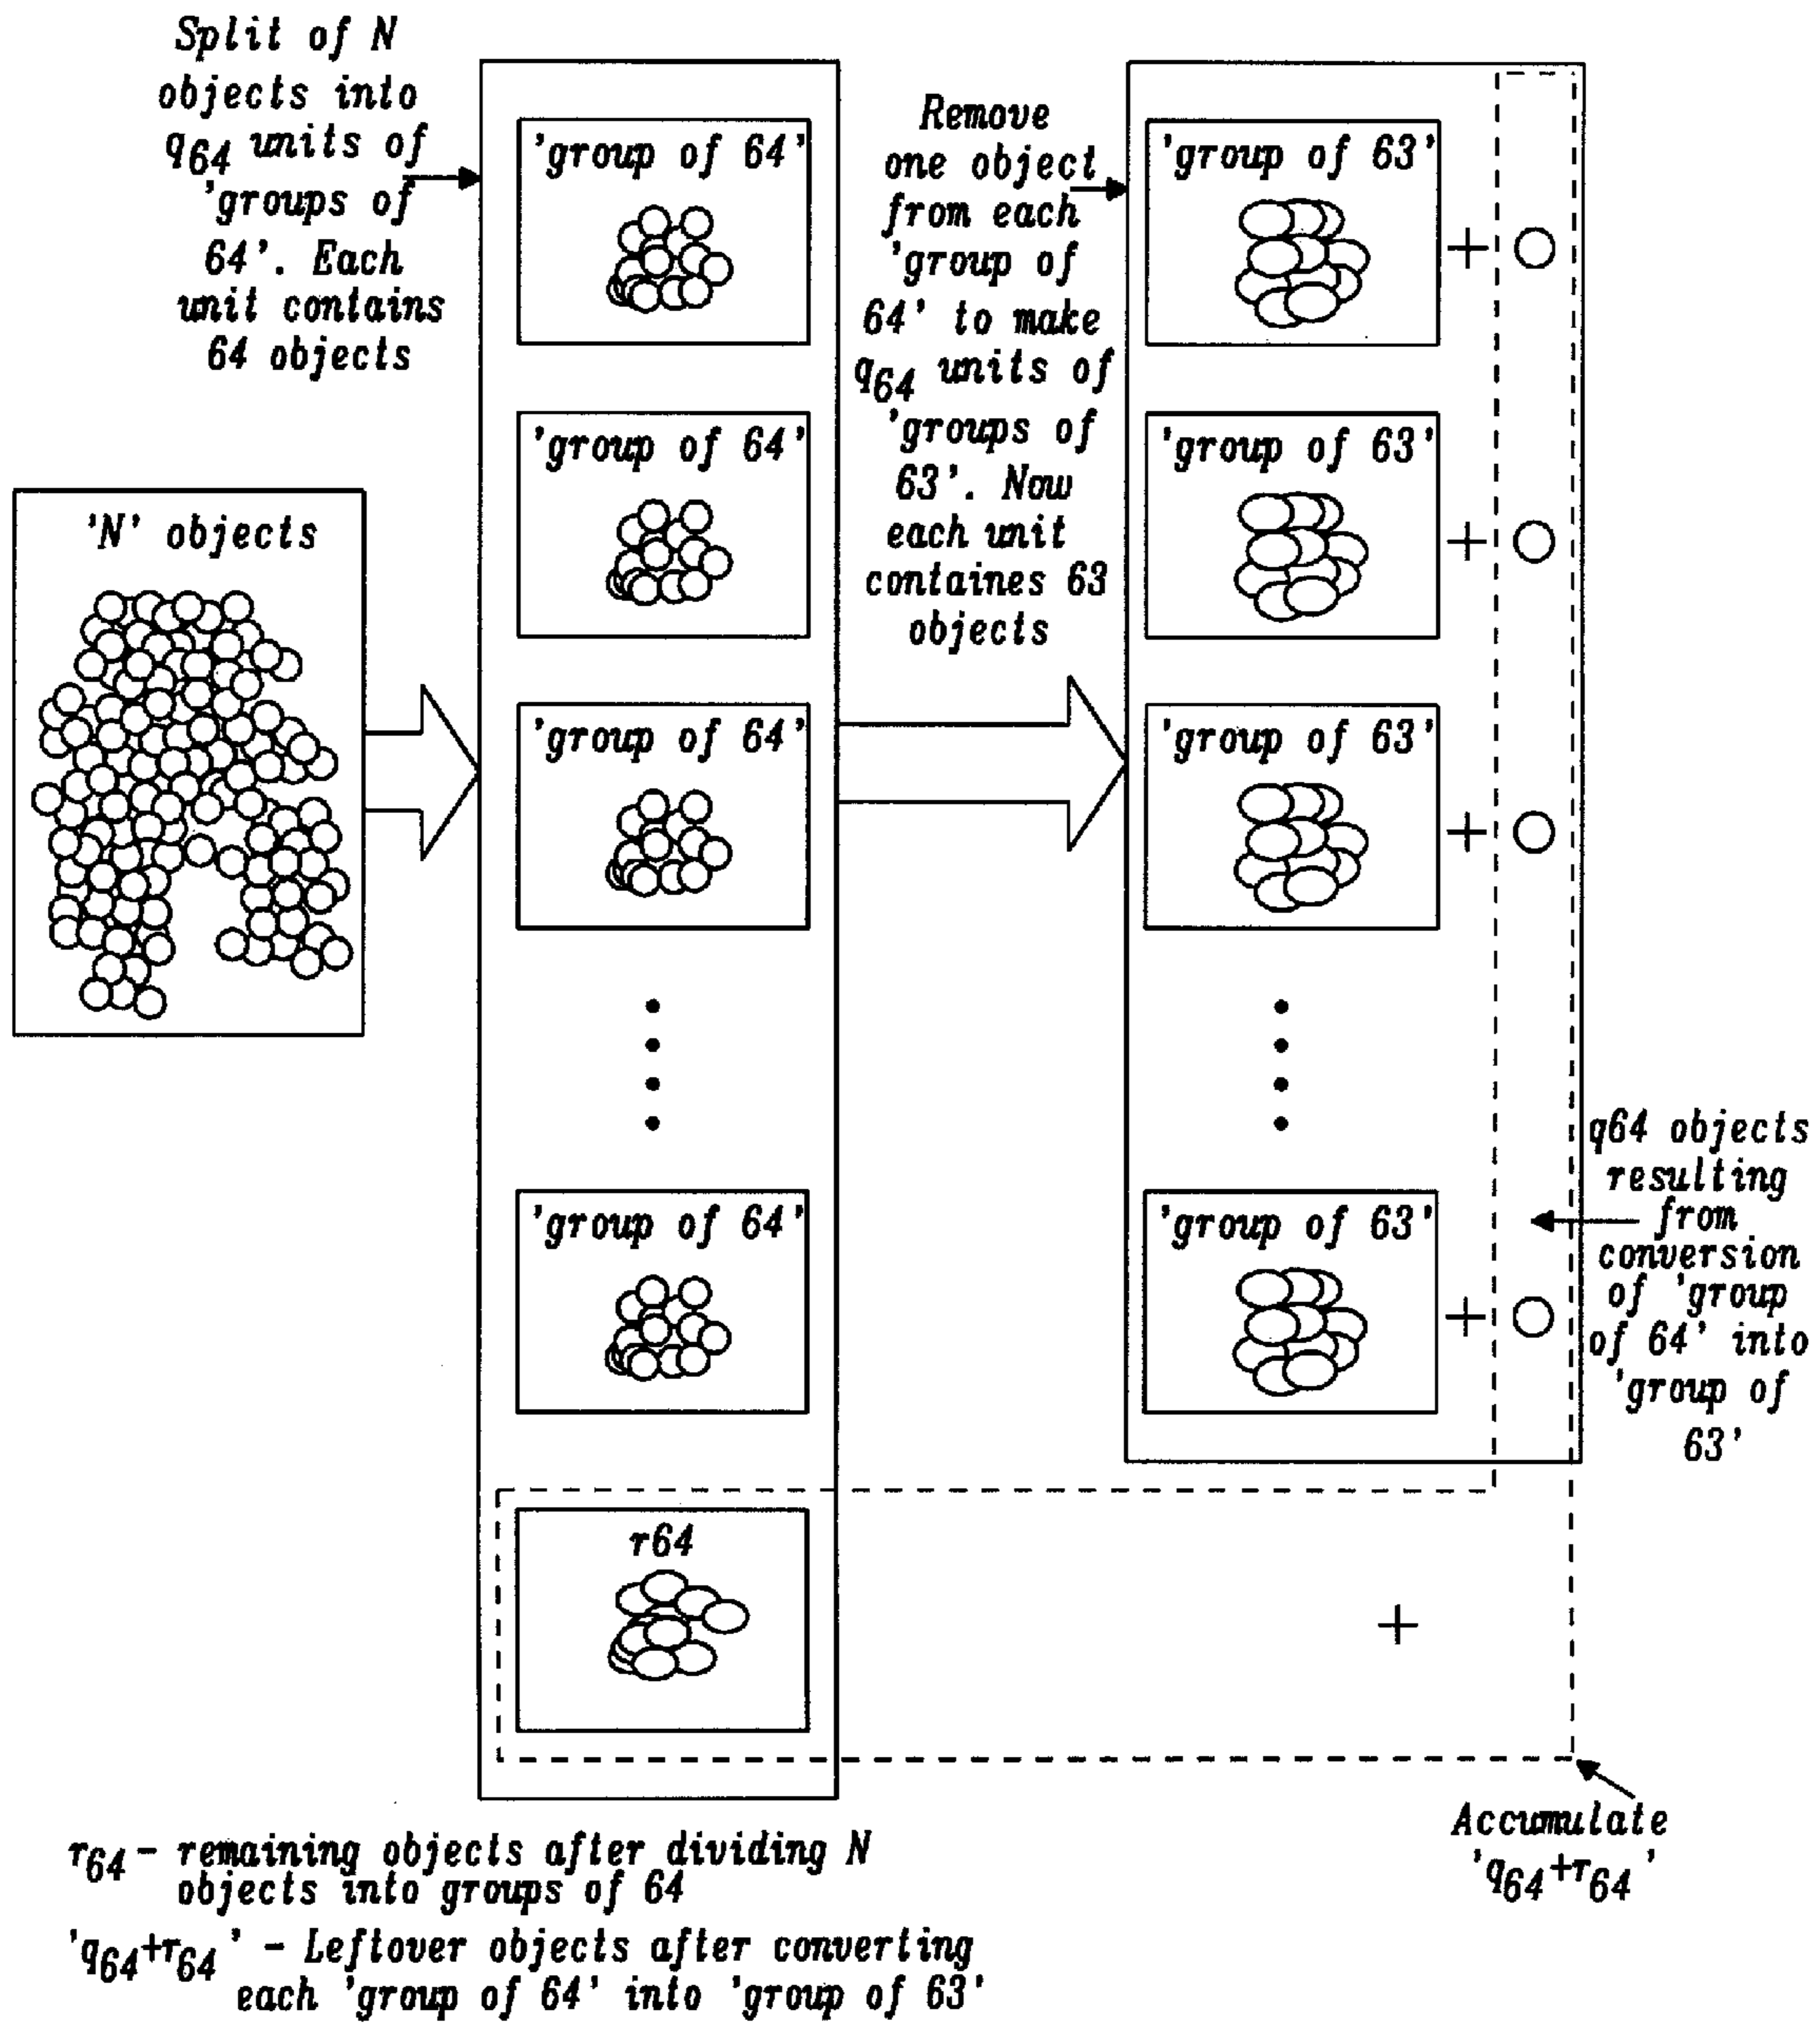 Split of N
objects into
q64 units of
'groups of
64'. Each
unit contains
64 objects
'N' objects
'group of 64'
'group of 64'
'group of 64'
'group of 64'
r64
Remove
one object
from each
'group of
64' to make
q64 units of
'groups of
63'. Now
each unit
containes 63
objects
'group of 63'
+
'group of 63'
+
'group of 63'
+
'group of 63'
+
q64 objects
resulting
from
conversion
of 'group
of 64' into
'group of
63'
+
Accumulate
'q64+r64'
r64 - remaining objects after dividing N
objects into groups of 64
'q64+r64' - Leftover objects after converting
each 'group of 64' into 'group of 63'